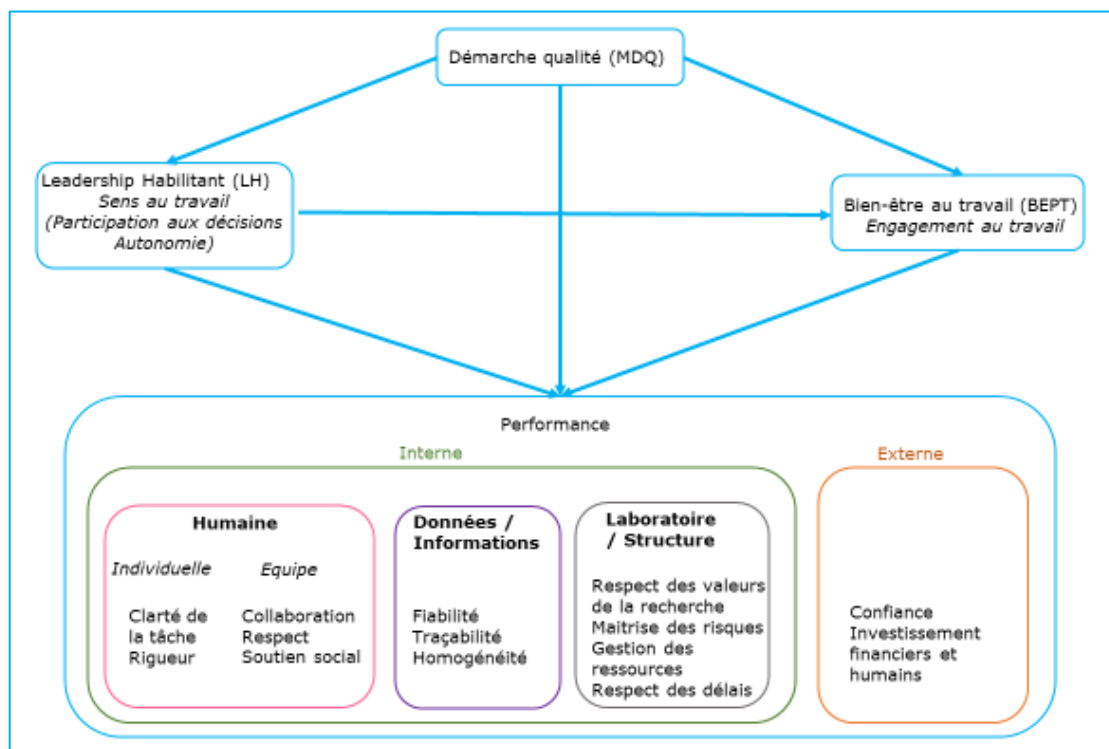 Démarche qualité (MDQ)
Leadership Habilitant (LH)
Sens au travail
(Participation aux décisions
Autonomie)
Bien-être au travail (BEPT)
Engagement au travail
Performance
Interne
Externe
Humaine
Individuelle
Equipe
Clarté de
la tâche
Rigueur
Collaboration
Respect
Soutien social
Données /
Informations
Fiabilité
Traçabilité
Homogénéité
Laboratoire
/ Structure
Respect des valeurs
de la recherche
Maitrise des risques
Gestion des
ressources
Respect des délais
Confiance
Investissement
financiers et
humains